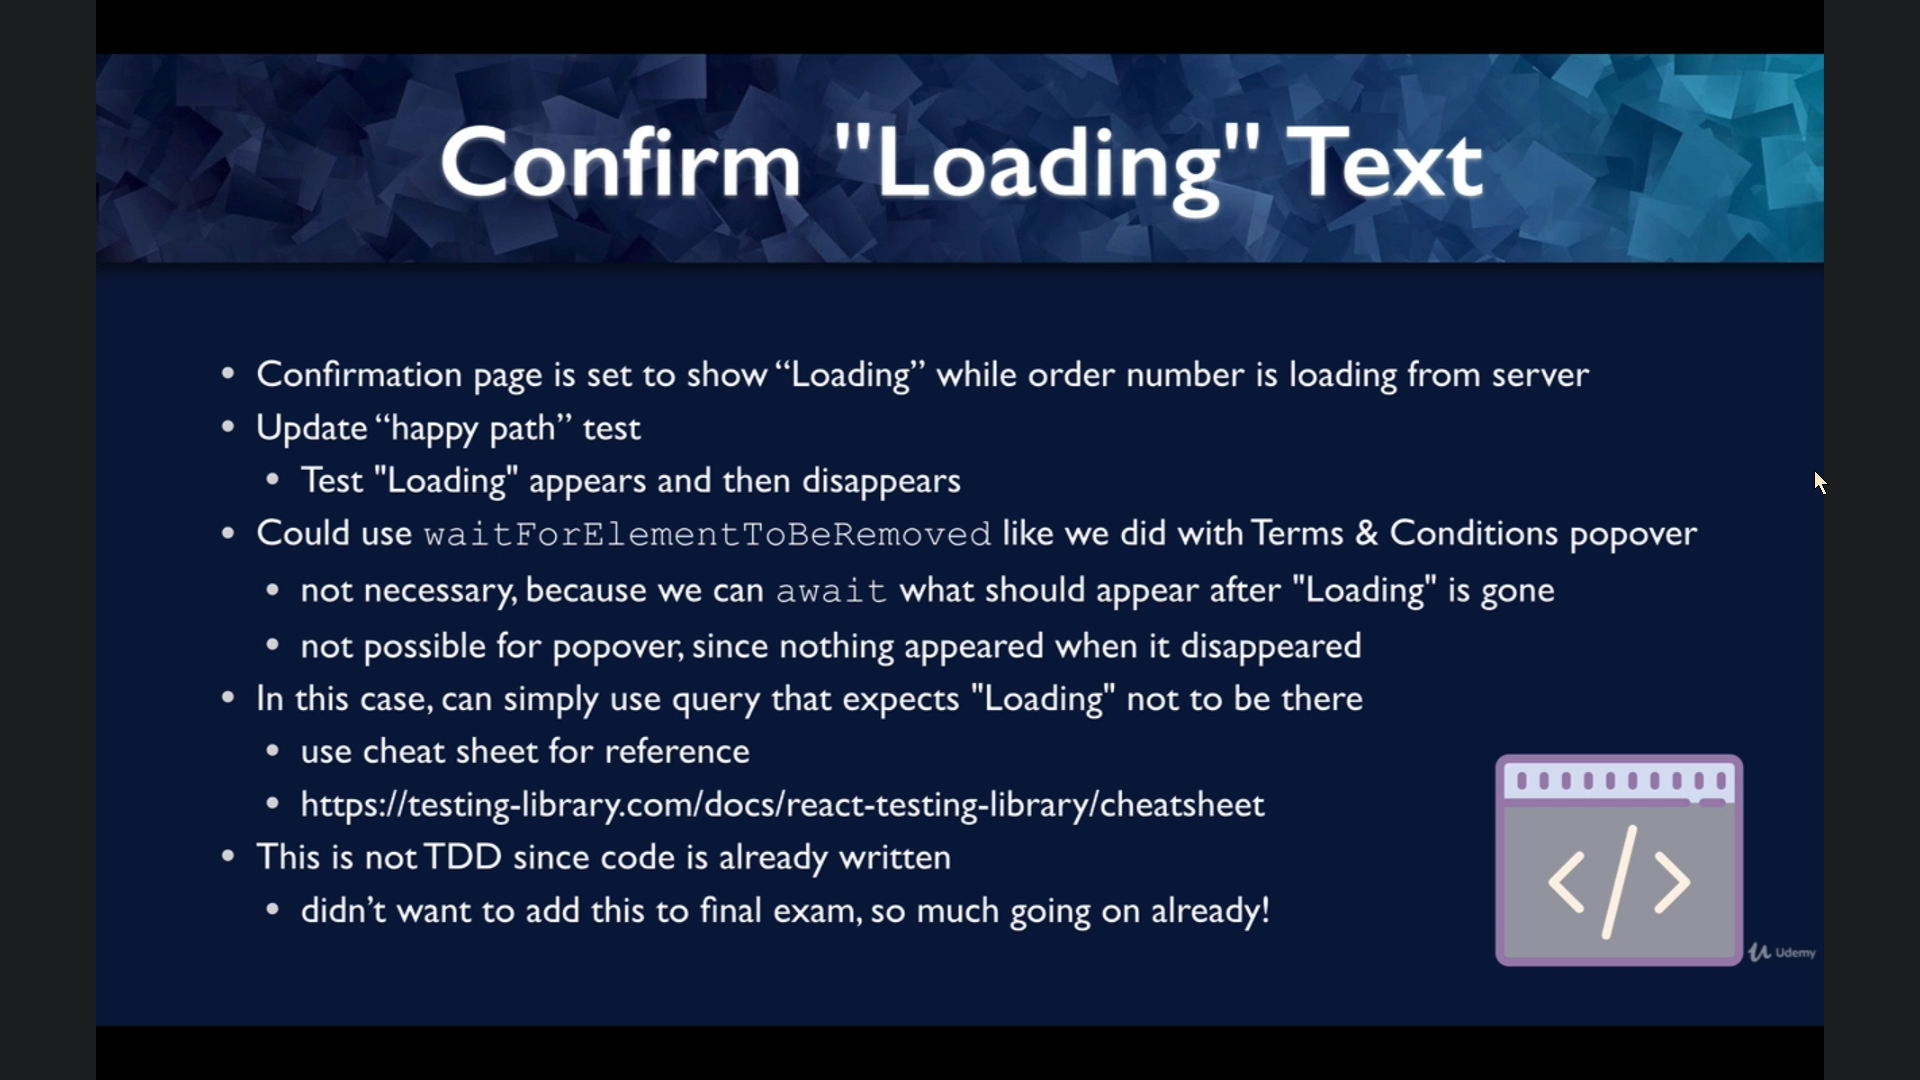 Confirm "Loading" Text
• Confirmation page is set to show “Loading” while order number is loading from server
• Update “happy path” test
• Test "Loading" appears and then disappears
• Could use waitForElementToBeRemoved like we did with Terms & Conditions popover
• not necessary, because we can await what should appear after "Loading" is gone
• not possible for popover, since nothing appeared when it disappeared
• In this case, can simply use query that expects "Loading" not to be there
• use cheat sheet for reference
• https://testing-library.com/docs/react-testing-library/cheatsheet
• This is not TDD since code is already written
• didn’t want to add this to final exam, so much going on already!
</>
Udemy